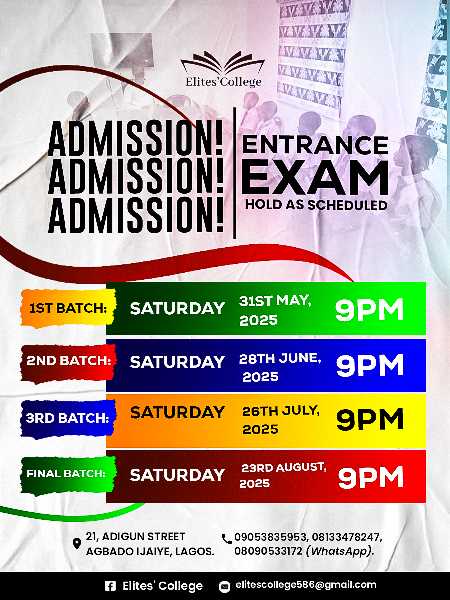 Elites' College
ADMISSION!
ADMISSION!
ADMISSION!
ENTRANCE
EXAM
HOLD AS SCHEDULED
1ST BATCH: SATURDAY 31ST MAY, 2025 9PM
2ND BATCH: SATURDAY 28TH JUNE, 2025 9PM
3RD BATCH: SATURDAY 26TH JULY, 2025 9PM
FINAL BATCH: SATURDAY 23RD AUGUST, 2025 9PM
21, ADIGUN STREET
AGBADO IJAIYE, LAGOS.
09053835953, 08133478247,
08090533172 (WhatsApp).
Elites' College elitescollege586@gmail.com